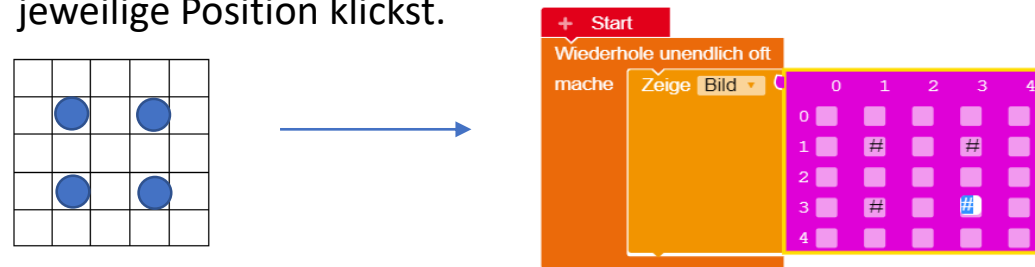 jeweilige Position klickst.
+ Start
Wiederhole unendlich oft
mache Zeige Bild
0 1 2 3 4
0
1 # #
2
3 # #
4